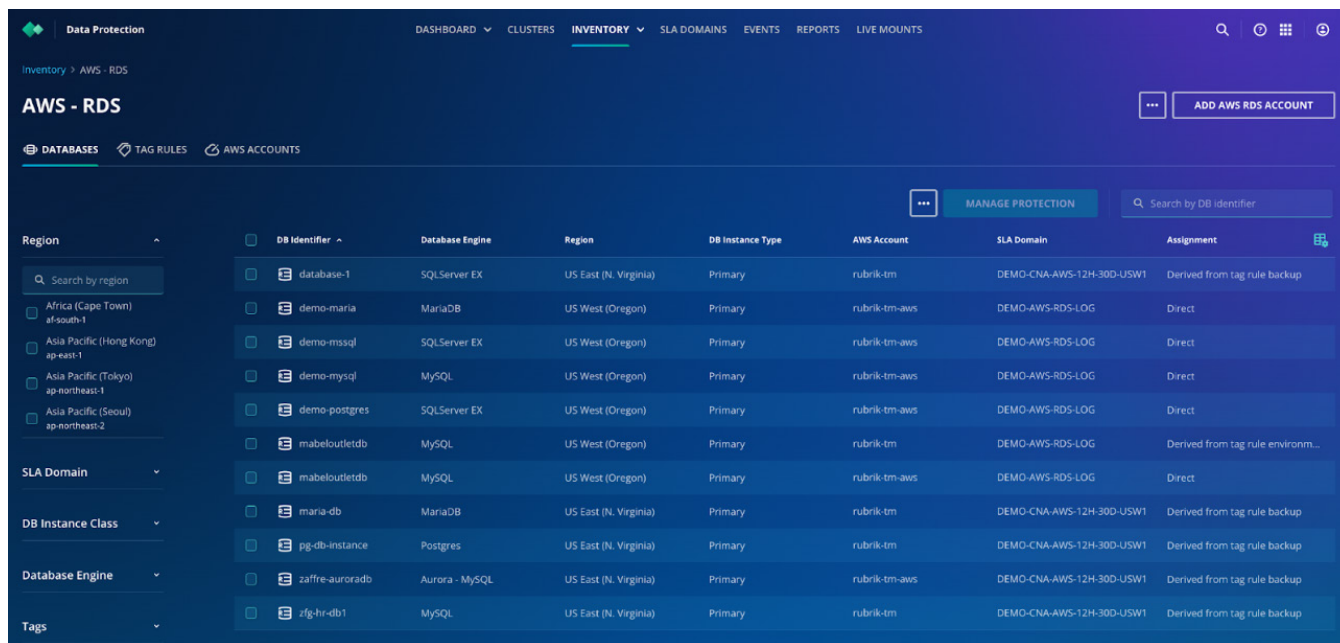 Data Protection
DASHBOARD CLUSTERS INVENTORY SLA DOMAINS EVENTS REPORTS LIVE MOUNTS
Inventory > AWS - RDS
AWS - RDS
ADD AWS RDS ACCOUNT
DATABASES TAG RULES AWS ACCOUNTS
MANAGE PROTECTION Search by DB identifier
Region
Search by region
Africa (Cape Town)
af-south-1
Asia Pacific (Hong Kong)
ap-east-1
Asia Pacific (Tokyo)
ap-northeast-1
Asia Pacific (Seoul)
ap-northeast-2
SLA Domain
DB Instance Class
Database Engine
Tags
DB Identifier Database Engine Region DB Instance Type AWS Account SLA Domain Assignment
database-1 SQLServer EX US East (N. Virginia) Primary rubrik-tm DEMO-CNA-AWS-12H-30D-USW1 Derived from tag rule backup
demo-maria MariaDB US West (Oregon) Primary rubrik-tm-aws DEMO-AWS-RDS-LOG Direct
demo-mssql SQLServer EX US West (Oregon) Primary rubrik-tm-aws DEMO-AWS-RDS-LOG Direct
demo-mysql MySQL US West (Oregon) Primary rubrik-tm-aws DEMO-AWS-RDS-LOG Direct
demo-postgres SQLServer EX US West (Oregon) Primary rubrik-tm-aws DEMO-AWS-RDS-LOG Direct
mabeloutletdb MySQL US West (Oregon) Primary rubrik-tm DEMO-AWS-RDS-LOG Derived from tag rule environm...
mabeloutletdb MySQL US West (Oregon) Primary rubrik-tm-aws DEMO-AWS-RDS-LOG Direct
maria-db MariaDB US East (N. Virginia) Primary rubrik-tm DEMO-CNA-AWS-12H-30D-USW1 Derived from tag rule backup
pg-db-instance Postgres US East (N. Virginia) Primary rubrik-tm DEMO-CNA-AWS-12H-30D-USW1 Derived from tag rule backup
zaffre-auroradb Aurora - MySQL US East (N. Virginia) Primary rubrik-tm-aws DEMO-CNA-AWS-12H-30D-USW1 Derived from tag rule backup
zfg-hr-db1 MySQL US East (N. Virginia) Primary rubrik-tm DEMO-CNA-AWS-12H-30D-USW1 Derived from tag rule backup